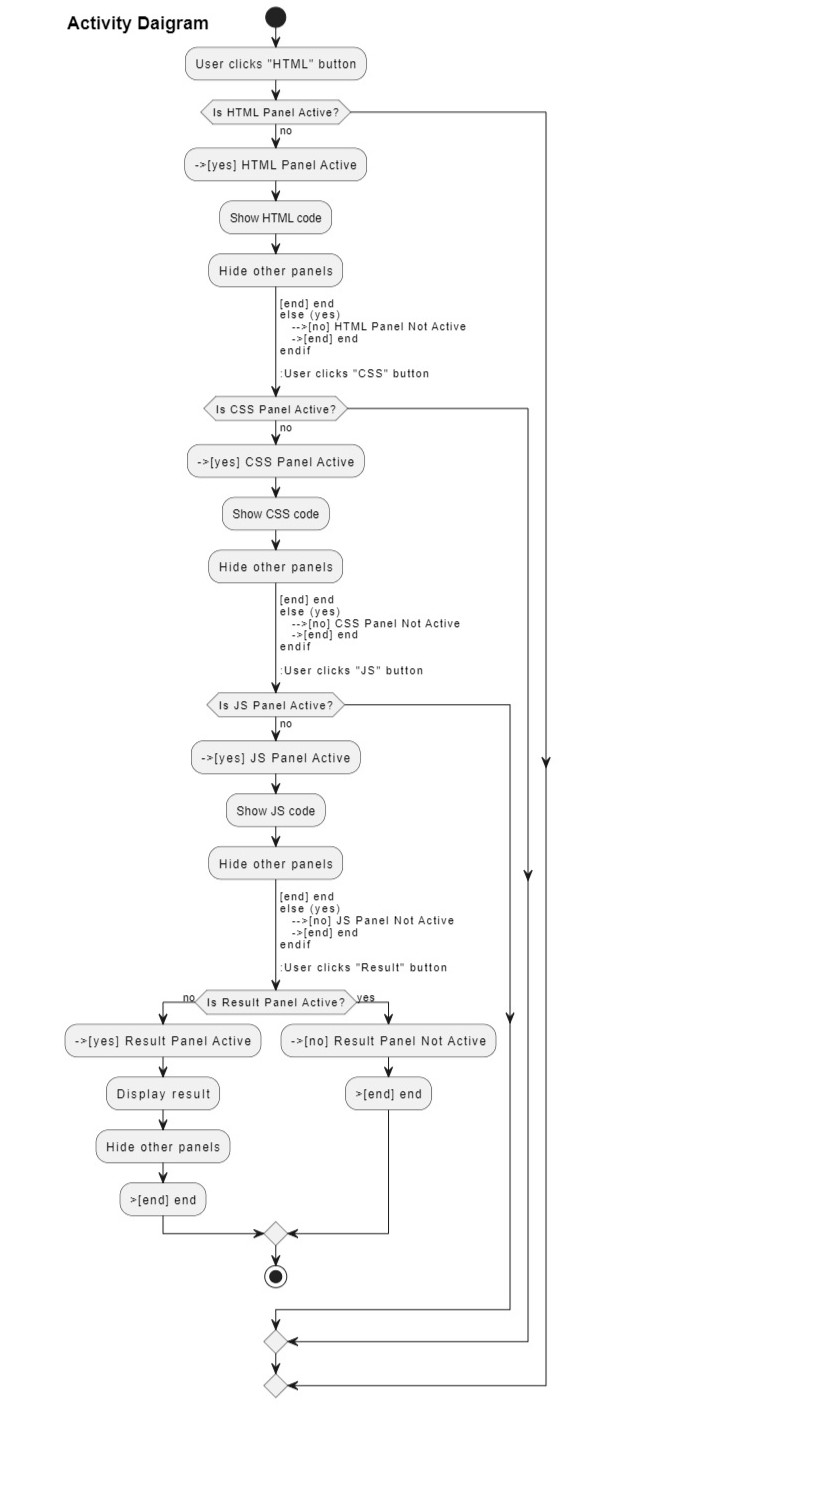 Activity Daigram
User clicks "HTML" button
Is HTML Panel Active?
no
->[yes] HTML Panel Active
Show HTML code
Hide other panels
[end] end
else (yes)
-->[no] HTML Panel Not Active
->[end] end
endif
:User clicks "CSS" button
Is CSS Panel Active?
no
->[yes] CSS Panel Active
Show CSS code
Hide other panels
[end] end
else (yes)
-->[no] CSS Panel Not Active
->[end] end
endif
:User clicks "JS" button
Is JS Panel Active?
no
->[yes] JS Panel Active
Show JS code
Hide other panels
[end] end
else (yes)
-->[no] JS Panel Not Active
->[end] end
endif
:User clicks "Result" button
no
Is Result Panel Active?
yes
->[yes] Result Panel Active
->[no] Result Panel Not Active
Display result
>[end] end
Hide other panels
>[end] end